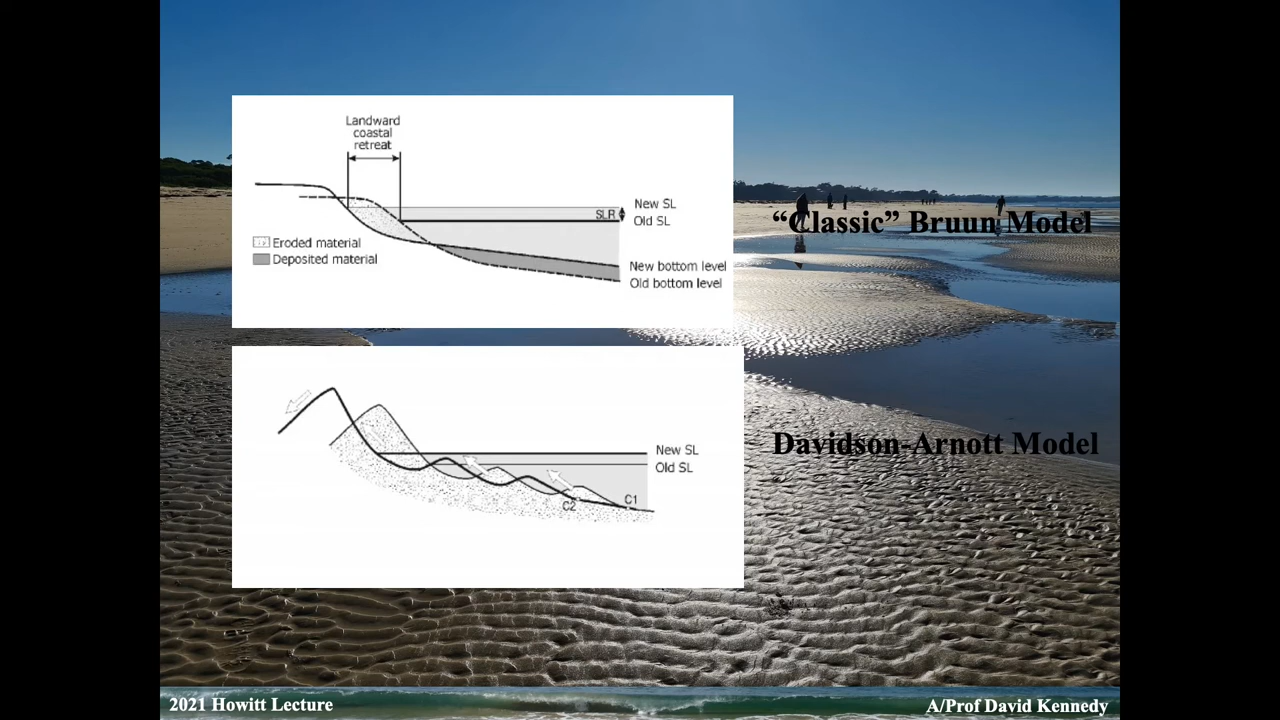 Landward
coastal
retreat
New SL
SLR
Old SL
Eroded material
Deposited material
New bottom level
Old bottom level
“Classic” Bruun Model
New SL
Old SL
C1
C2
Davidson-Arnott Model
2021 Howitt Lecture
A/Prof David Kennedy